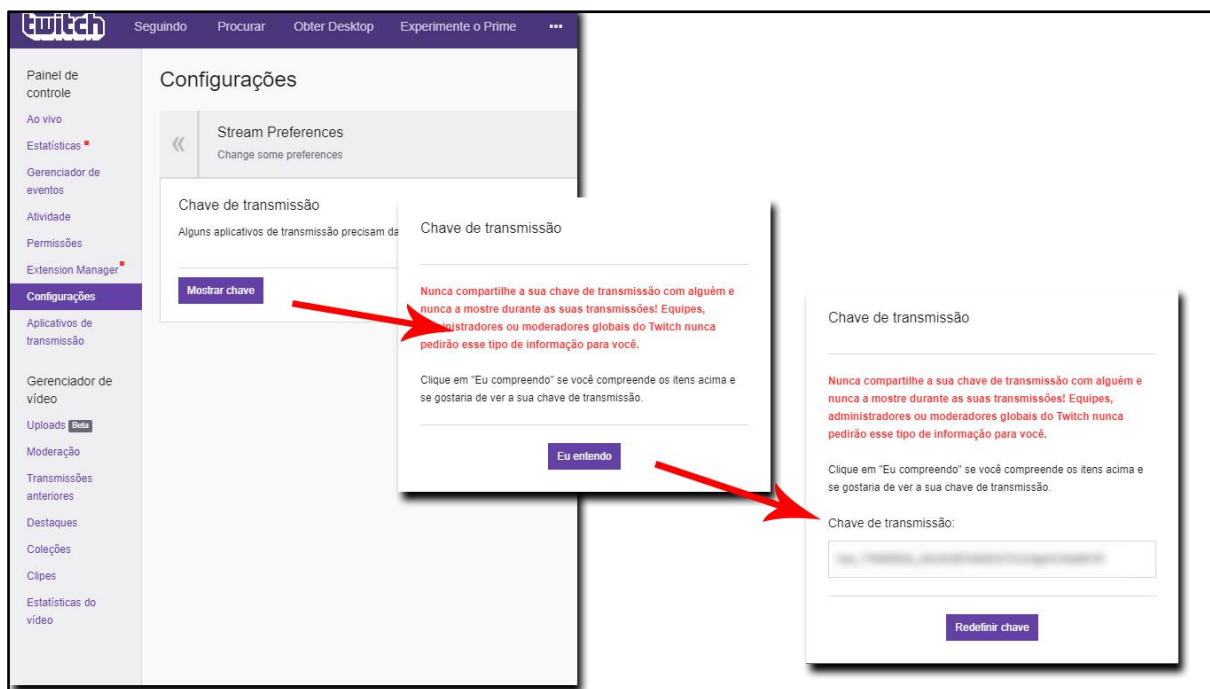 twitch Seguindo Procurar Obter Desktop Experimente o Prime ...
Painel de
controle
Ao vivo
Estatísticas
Gerenciador de
eventos
Atividade
Permissões
Extension Manager
Configurações
Aplicativos de
transmissão
Gerenciador de
vídeo
Uploads Beta
Moderação
Transmissões
anteriores
Destaques
Coleções
Clipes
Estatísticas do
vídeo
Configurações
«
Stream Preferences
Change some preferences
Chave de transmissão
Alguns aplicativos de transmissão precisam da
Mostrar chave
Chave de transmissão
Nunca compartilhe a sua chave de transmissão com alguém e
nunca a mostre durante as suas transmissões! Equipes,
administradores ou moderadores globais do Twitch nunca
pedirão esse tipo de informação para você.
Clique em "Eu compreendo" se você compreende os itens acima e
se gostaria de ver a sua chave de transmissão.
Eu entendo
Chave de transmissão
Nunca compartilhe a sua chave de transmissão com alguém e
nunca a mostre durante as suas transmissões! Equipes,
administradores ou moderadores globais do Twitch nunca
pedirão esse tipo de informação para você.
Clique em "Eu compreendo" se você compreende os itens acima e
se gostaria de ver a sua chave de transmissão.
Chave de transmissão:
Redefinir chave